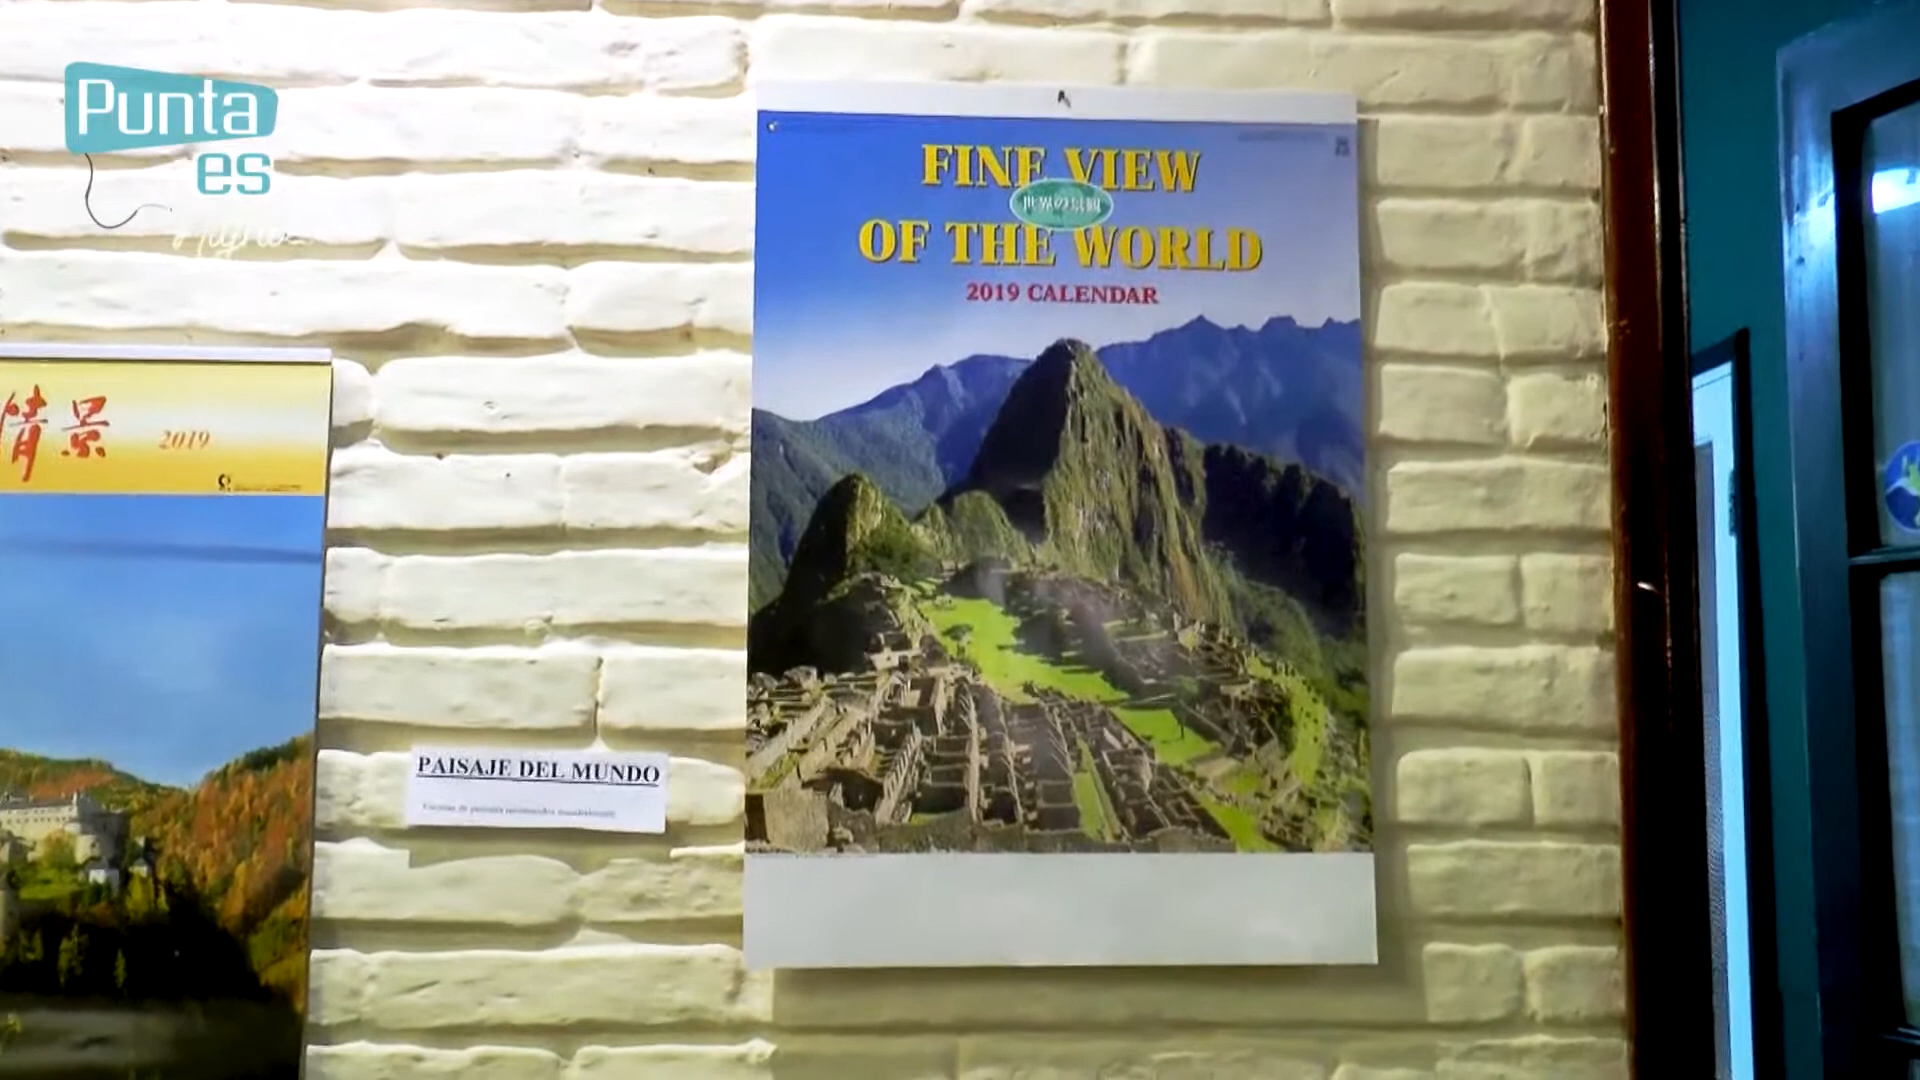 Punta
es
FINE VIEW
世界の景観
OF THE WORLD
2019 CALENDAR
情景
2019
PAISAJE DEL MUNDO